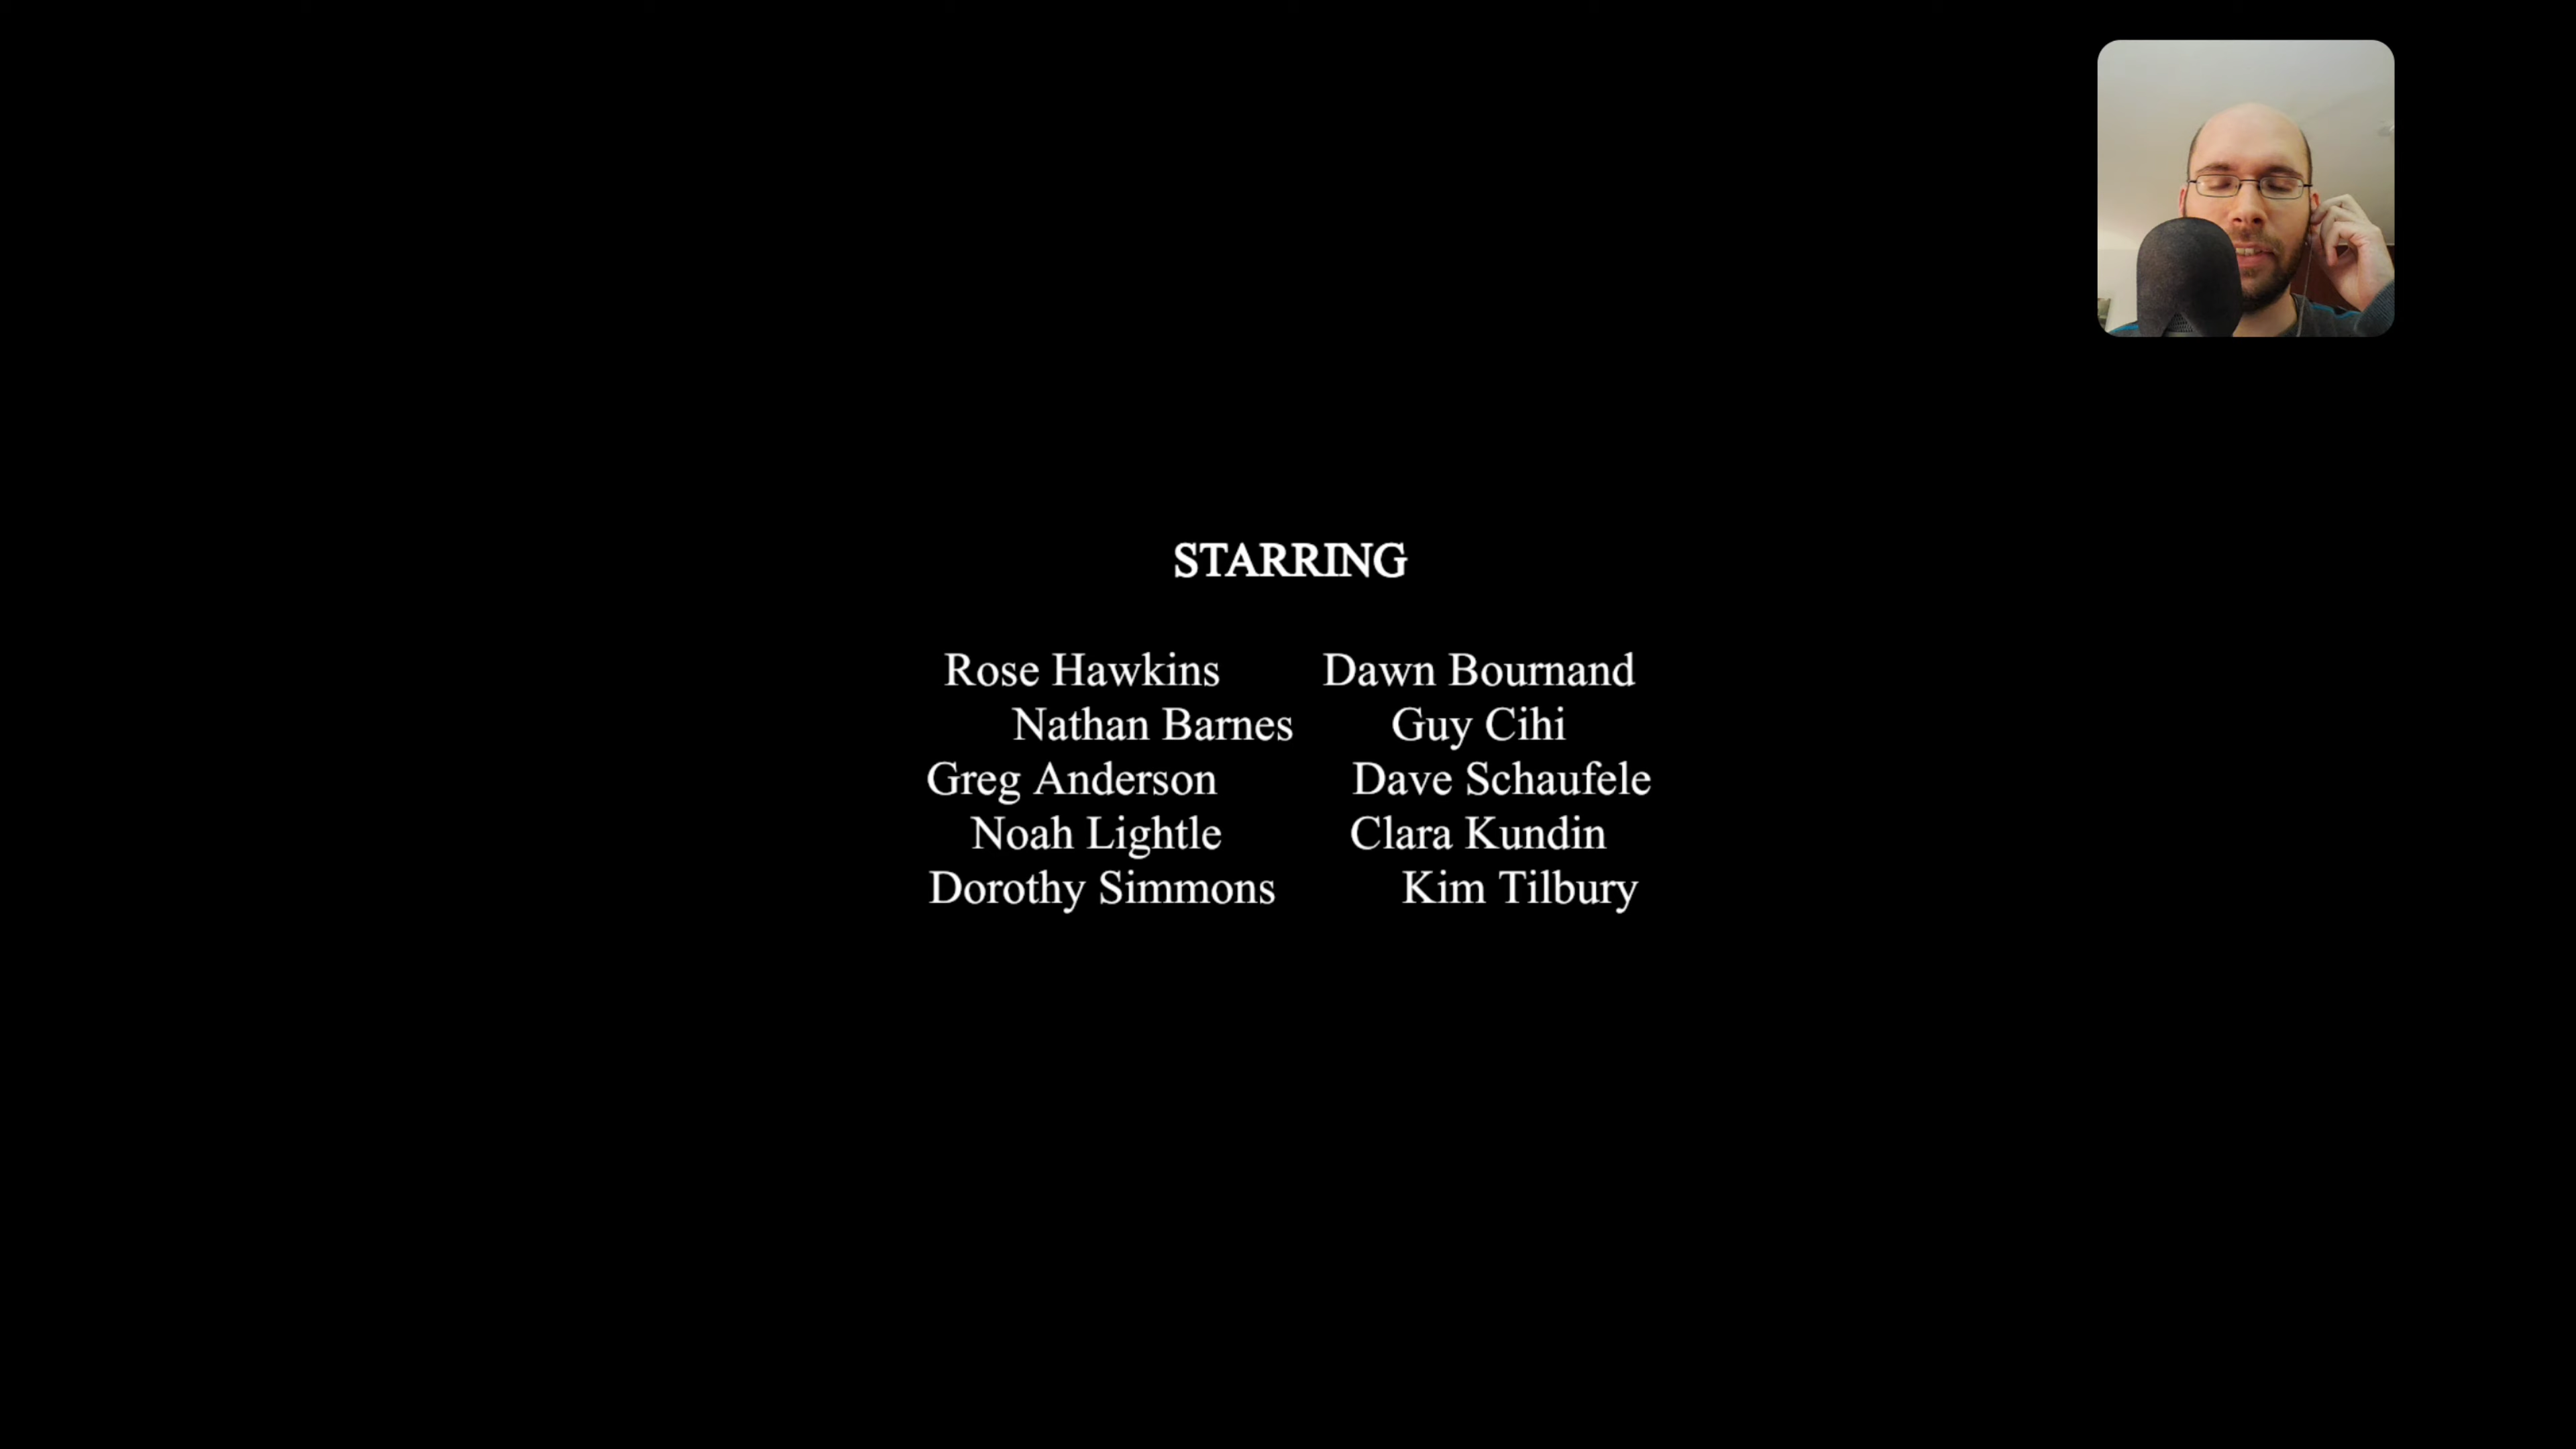 STARRING
Rose Hawkins Dawn Bournand
Nathan Barnes Guy Cihi
Greg Anderson Dave Schaufele
Noah Lightle Clara Kundin
Dorothy Simmons Kim Tilbury